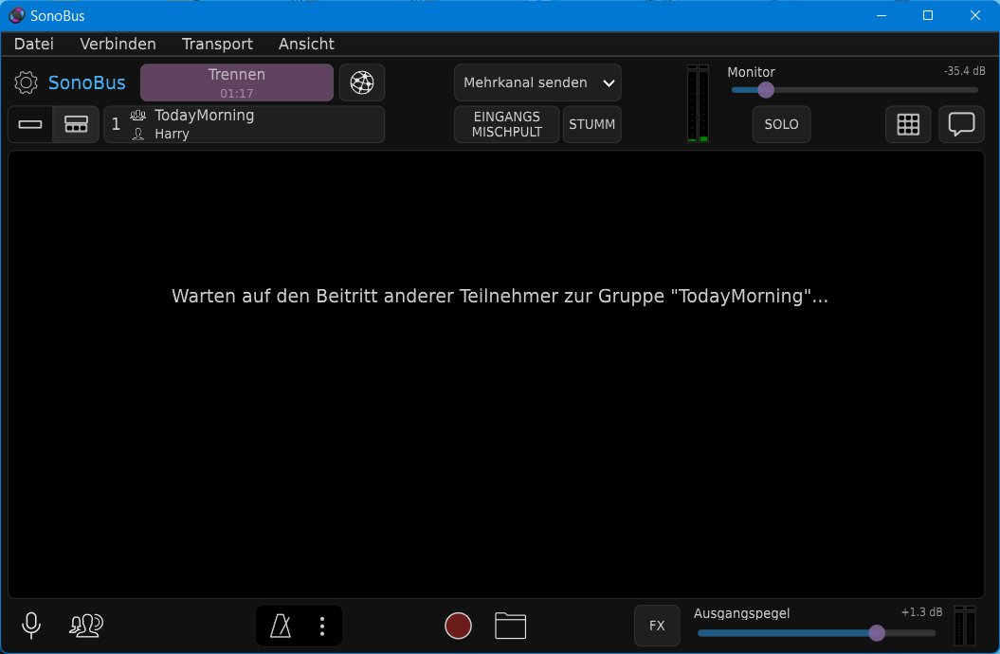 SonoBus
Datei Verbinden Transport Ansicht
SonoBus
Trennen
01:17
Mehrkanal senden
Monitor
-35.4 dB
1
TodayMorning
Harry
EINGANGS
MISCHPULT
STUMM
SOLO
Warten auf den Beitritt anderer Teilnehmer zur Gruppe "TodayMorning"...
FX
Ausgangspegel
+1.3 dB